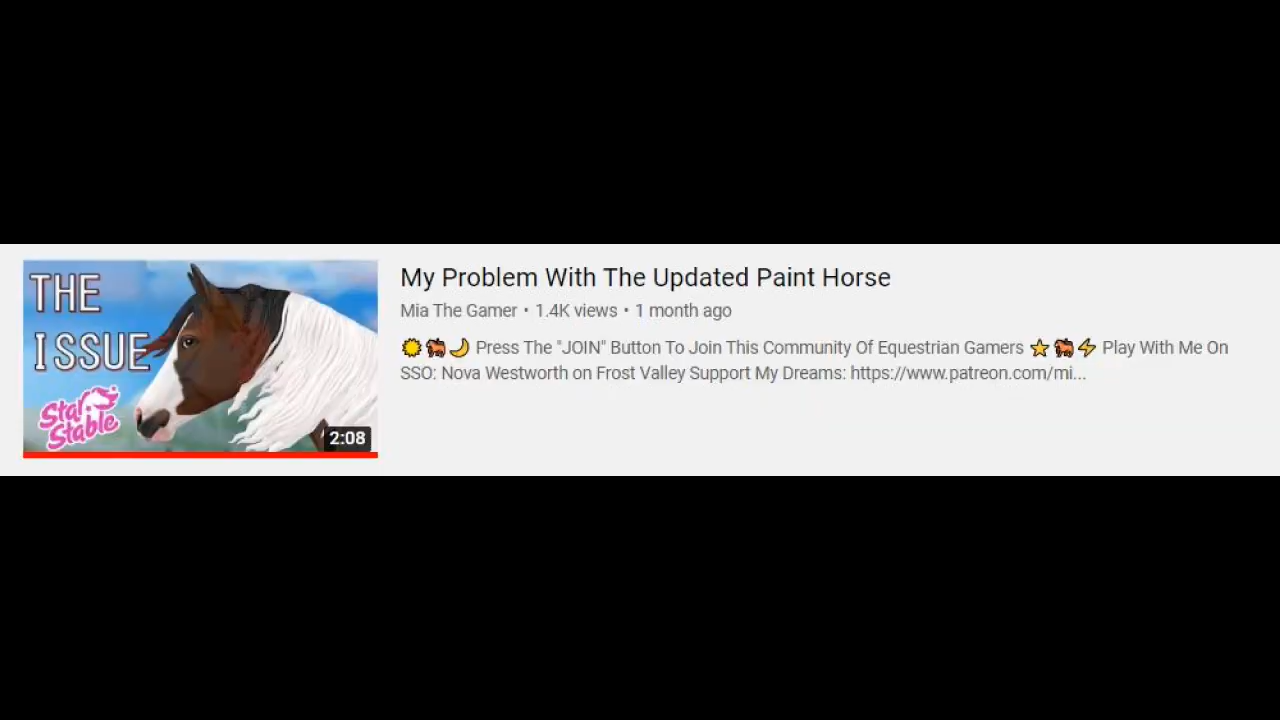 THE
ISSUE
Star
Stable
2:08
My Problem With The Updated Paint Horse
Mia The Gamer • 1.4K views • 1 month ago
🌞🐂🌙 Press The "JOIN" Button To Join This Community Of Equestrian Gamers ⭐🐂⚡ Play With Me On
SSO: Nova Westworth on Frost Valley Support My Dreams: https://www.patreon.com/mi...